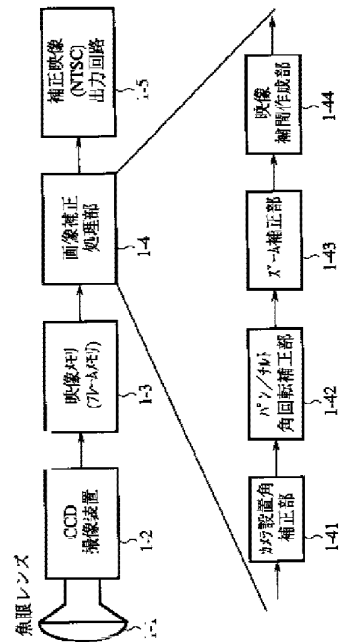 焦眼レンズ
1-1
CCD
撮像装置
1-2
映像メモリ
(フレームメモリ)
1-3
画像補正
処理部
1-4
補正映像
(NTSC)
出力回路
1-5
カメラ設置角
補正部
1-41
パン/チルト
角回転補正部
1-42
ズーム補正部
1-43
映像
補間作成部
1-44